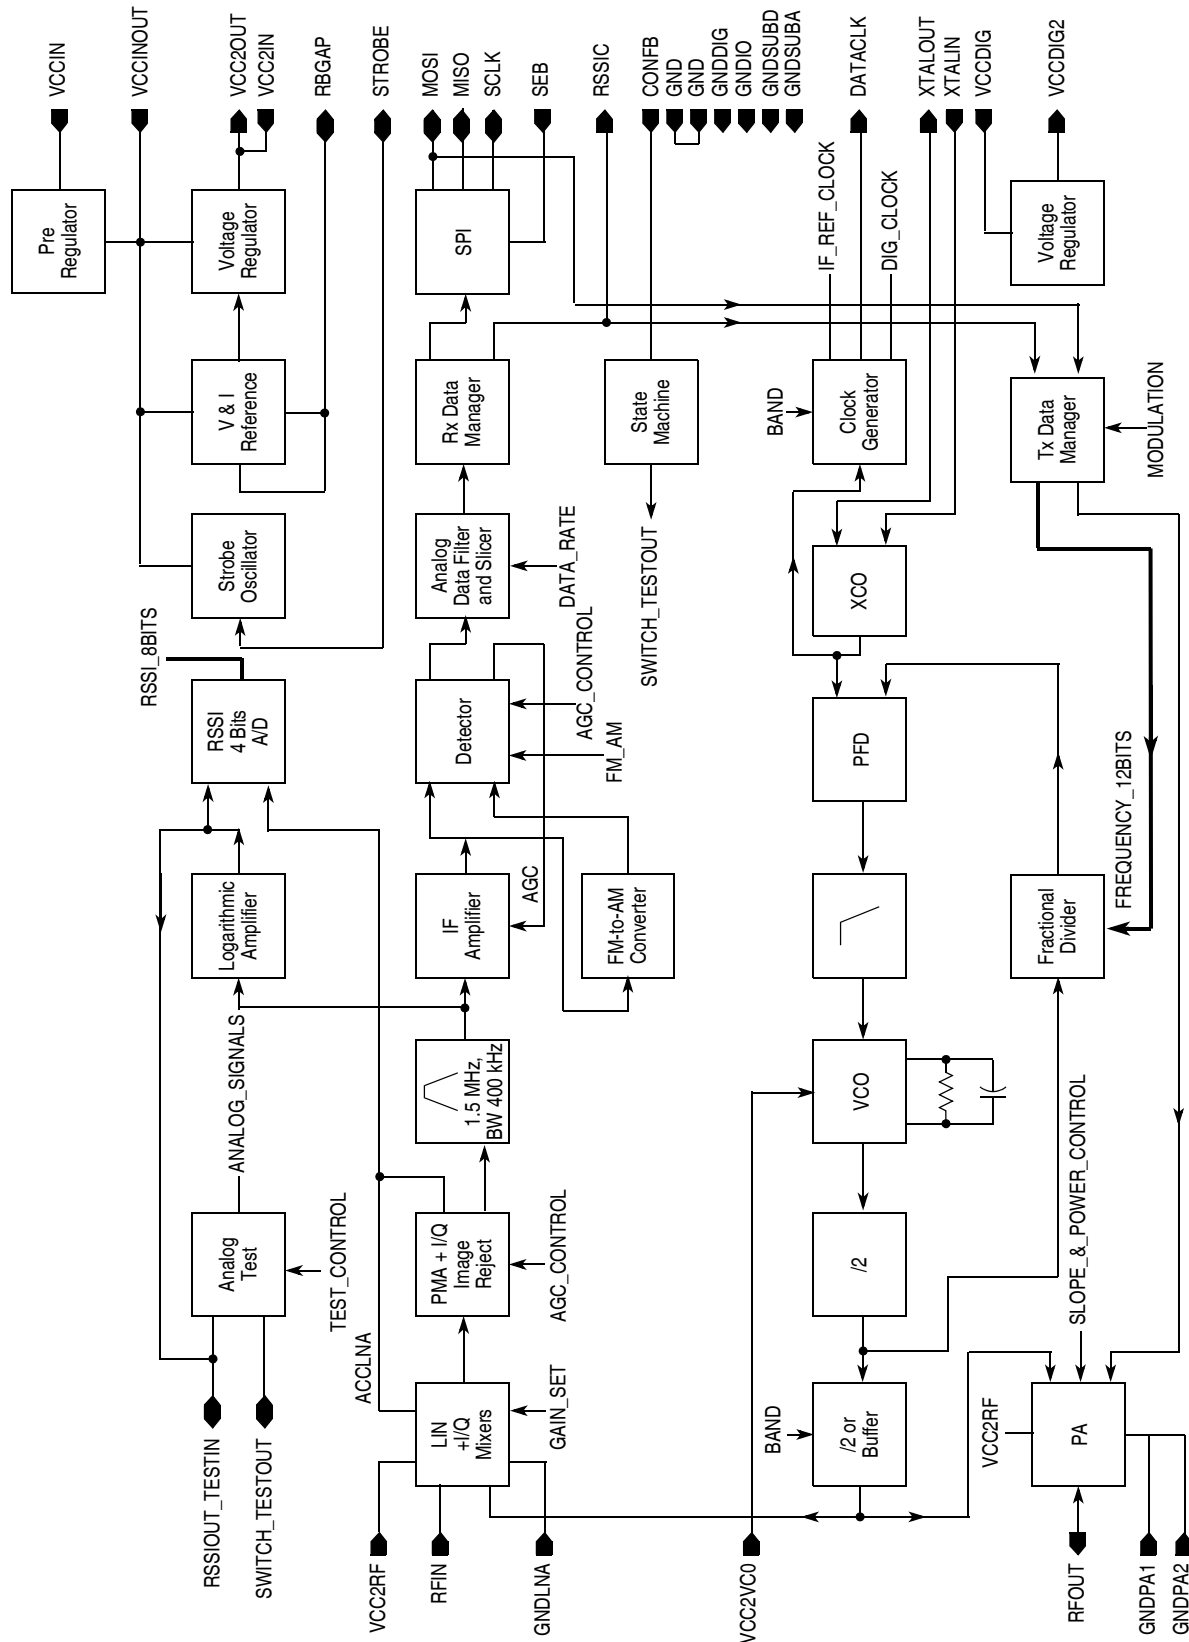 VCCIN
VCCINOUT
VCC2OUT
VCC2IN
RBGAP
STROBE
MOSI
MISO
SCLK
SEB
RSSIC
CONFB
GND
GND
GNDDIG
GNDIO
GNDSUBD
GNDSUBA
DATACLK
XTALOUT
XTALIN
VCCDIG
VCCDIG2
Pre
Regulator
Voltage
Regulator
SPI
IF_REF_CLOCK
DIG_CLOCK
Voltage
Regulator
V & I
Reference
Rx Data
Manager
State
Machine
BAND
Clock
Generator
Tx Data
Manager
MODULATION
Strobe
Oscillator
Analog
Data Filter
and Slicer
DATA_RATE
SWITCH_TESTOUT
XCO
RSSI_8BITS
RSSI
4 Bits
A/D
Detector
AGC_CONTROL
FM_AM
PFD
FREQUENCY_12BITS
Logarithmic
Amplifier
IF
Amplifier
AGC
FM-to-AM
Converter
Fractional
Divider
ANALOG_SIGNALS
1.5 MHz,
BW 400 kHz
VCO
SLOPE_&_POWER_CONTROL
Analog
Test
TEST_CONTROL
PMA + I/Q
Image
Reject
AGC_CONTROL
/2
ACCLNA
LIN
+I/Q
Mixers
GAIN_SET
BAND
/2 or
Buffer
VCC2RF
PA
RSSIOUT_TESTIN
SWITCH_TESTOUT
VCC2RF
RFIN
GNDLNA
VCC2VC0
RFOUT
GNDPA1
GNDPA2